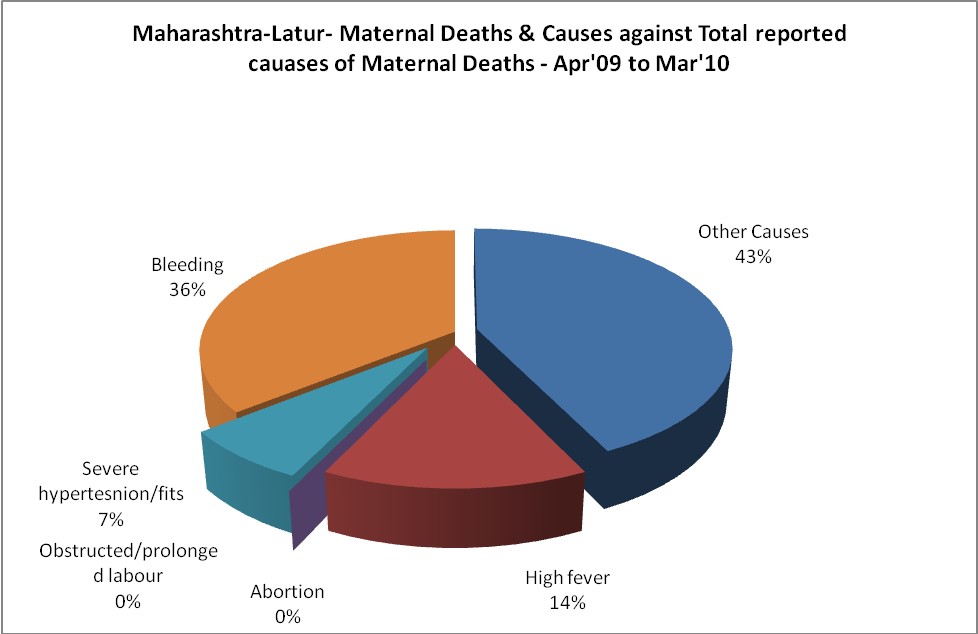 Maharashtra-Latur- Maternal Deaths & Causes against Total reported
cauases of Maternal Deaths - Apr'09 to Mar'10
Other Causes
43%
Bleeding
36%
Severe
hypertesnion/fits
7%
Obstructed/prolonge
d labour
0%
Abortion
0%
High fever
14%